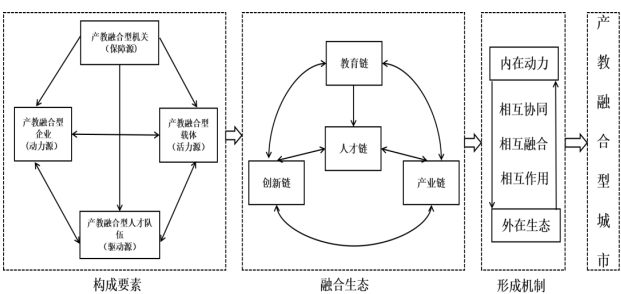 产教融合型机关
（保障源）
产教融合型
企业
（动力源）
产教融合型
载体
（活力源）
产教融合型人才队
伍
（驱动源）
构成要素
教育链
人才链
创新链
产业链
融合生态
内在动力
相互协同
相互融合
相互作用
外在生态
形成机制
产
教
融
合
型
城
市